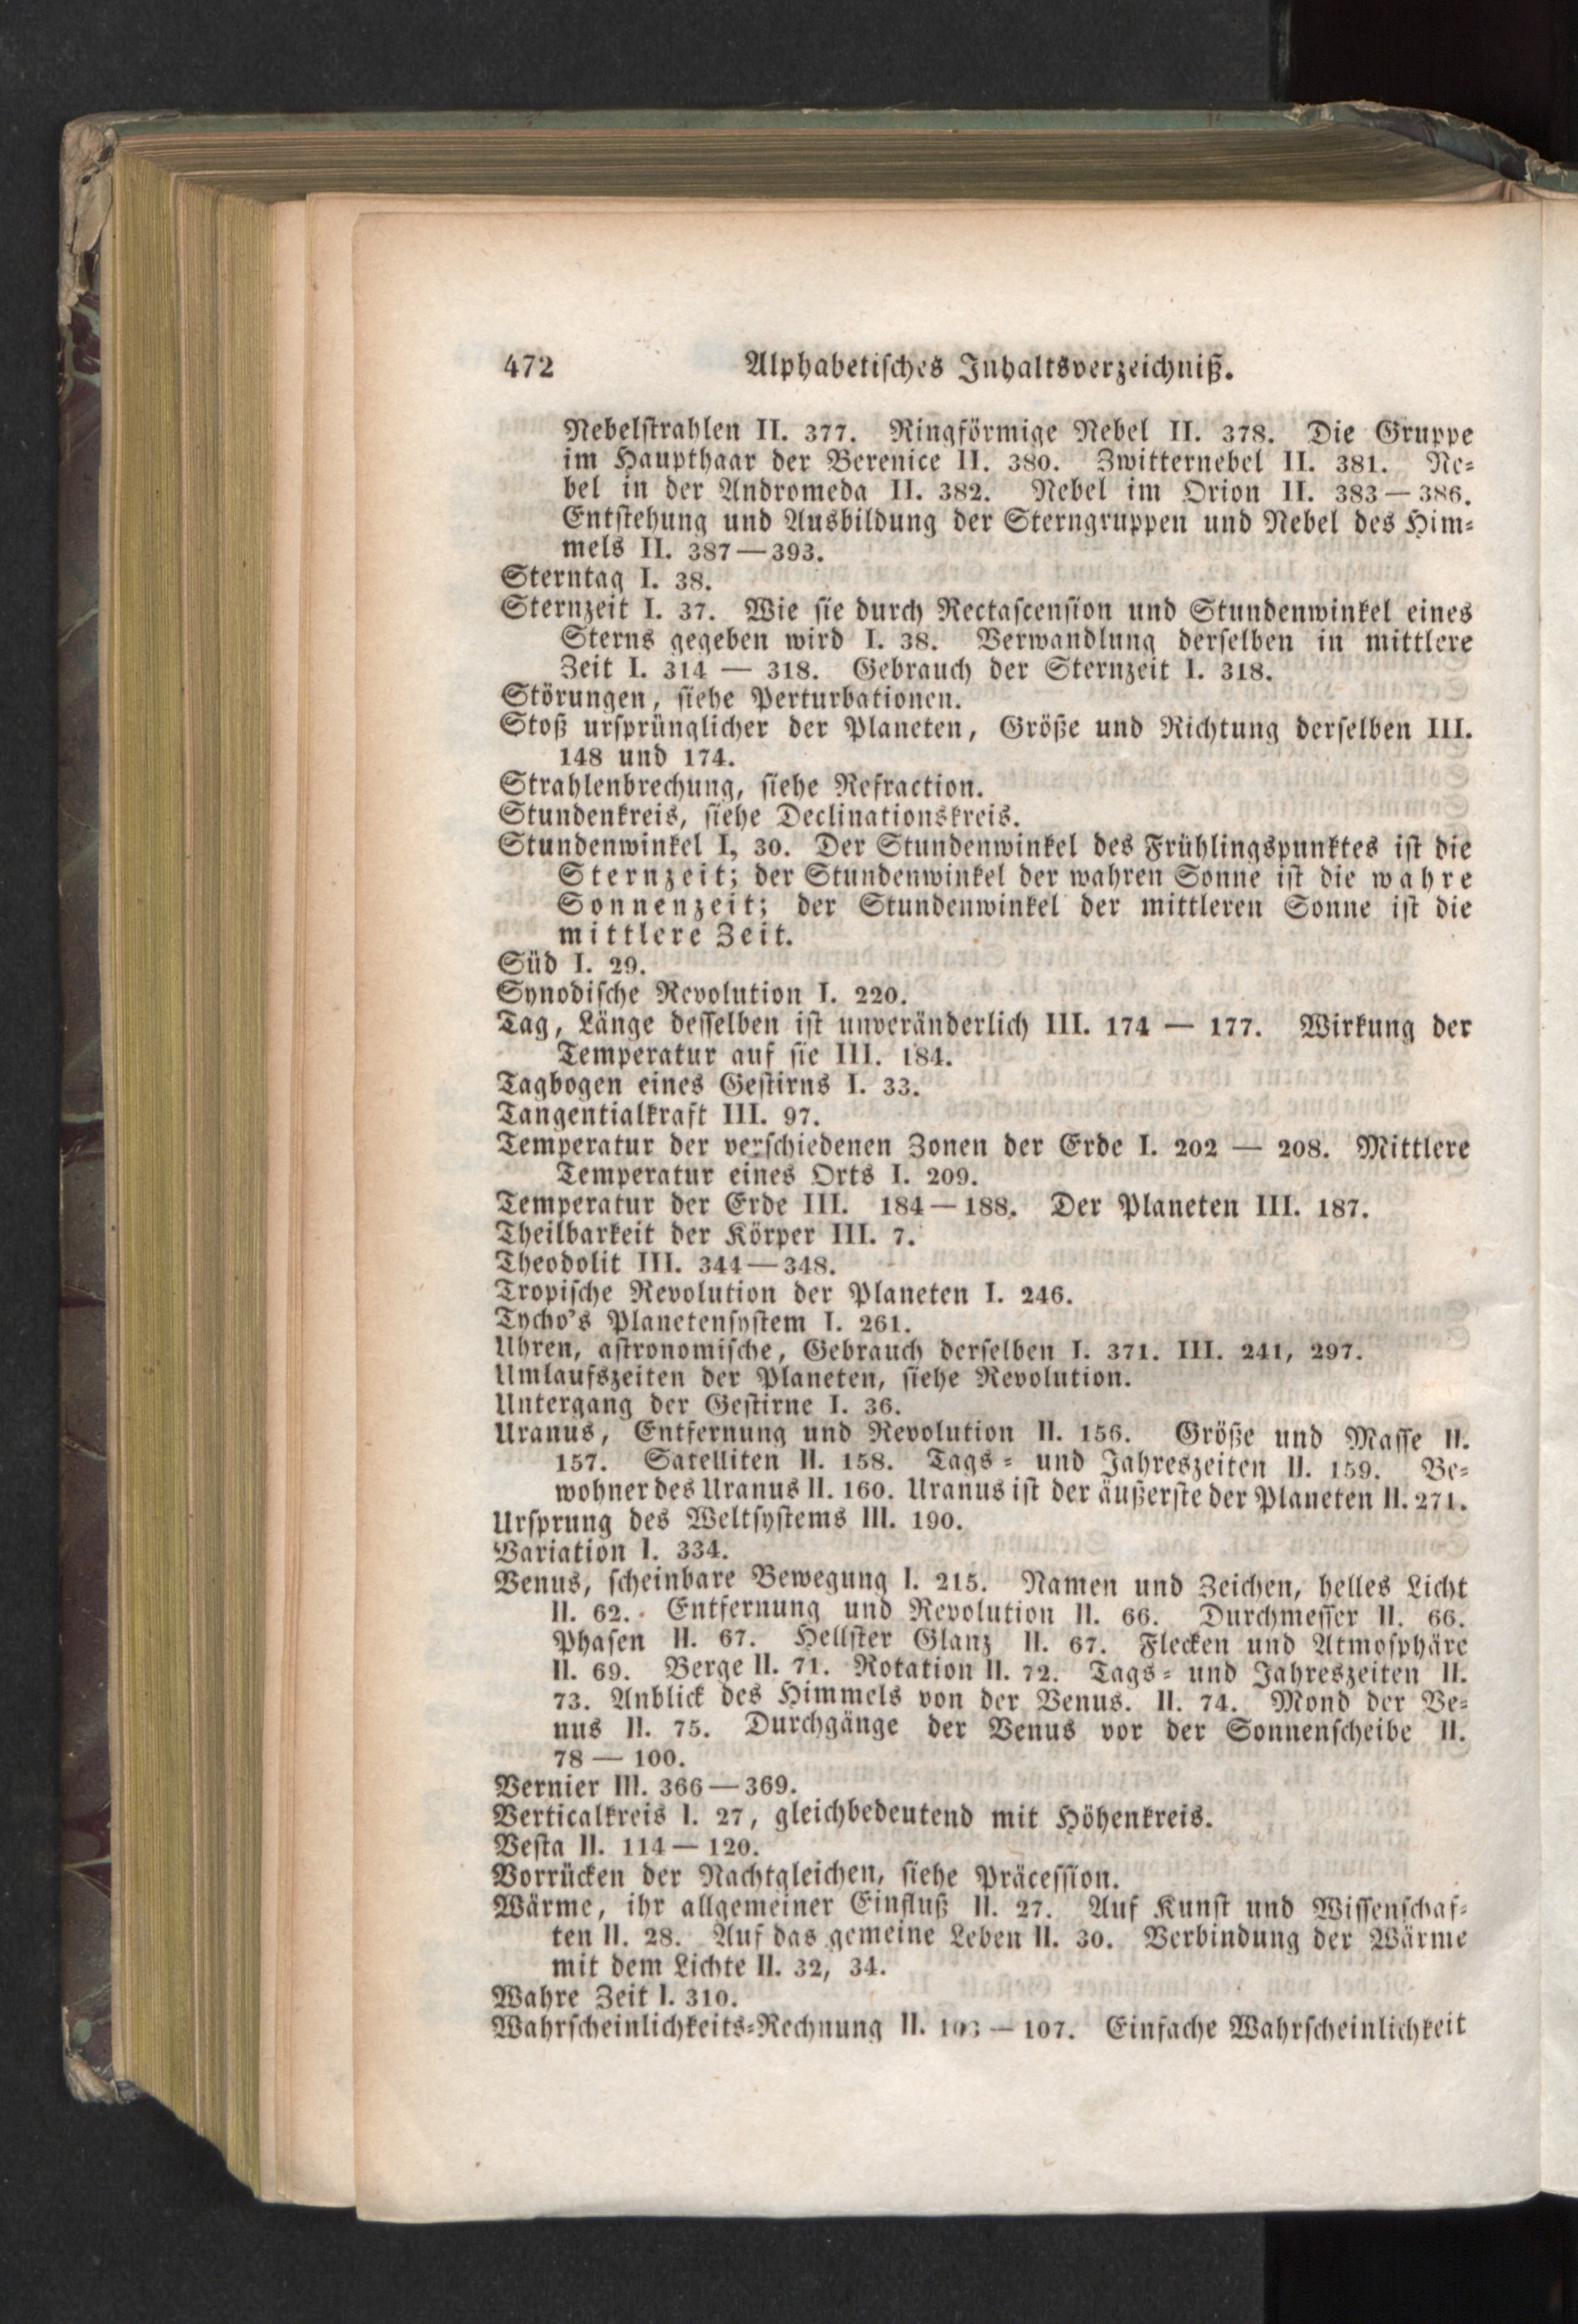 472 Alphabetisches Inhaltsverzeichniß.
Nebelstrahlen II. 377. Ringförmige Nebel II. 378. Die Gruppe
im Haupthaar der Berenice II. 380. Zwitternebel II. 381. Ne-
bel in der Andromeda II. 382. Nebel im Orion II. 383 — 386.
Entstehung und Ausbildung der Sterngruppen und Nebel des Him-
mels II. 387 — 393.
Sterntag I. 38.
Sternzeit I. 37. Wie sie durch Rectascension und Stundenwinkel eines
Sterns gegeben wird I. 38. Verwandlung derselben in mittlere
Zeit I. 314 — 318. Gebrauch der Sternzeit I. 318.
Störungen, siehe Perturbationen.
Stoß ursprünglicher der Planeten, Größe und Richtung derselben III.
148 und 174.
Strahlenbrechung, siehe Refraction.
Stundenkreis, siehe Declinationskreis.
Stundenwinkel I, 30. Der Stundenwinkel des Frühlingspunktes ist die
Sternzeit; der Stundenwinkel der wahren Sonne ist die wahre
Sonnenzeit; der Stundenwinkel der mittleren Sonne ist die
mittlere Zeit.
Süd I. 29.
Synodische Revolution I. 220.
Tag, Länge desselben ist unveränderlich III. 174 — 177. Wirkung der
Temperatur auf sie III. 184.
Tagbogen eines Gestirns I. 33.
Tangentialkraft III. 97.
Temperatur der verschiedenen Zonen der Erde I. 202 — 208. Mittlere
Temperatur eines Orts I. 209.
Temperatur der Erde III. 184 — 188. Der Planeten III. 187.
Theilbarkeit der Körper III. 7.
Theodolit III. 344 — 348.
Tropische Revolution der Planeten I. 246.
Tycho's Planetensystem I. 261.
Uhren, astronomische, Gebrauch derselben I. 371. III. 241, 297.
Umlaufszeiten der Planeten, siehe Revolution.
Untergang der Gestirne I. 36.
Uranus, Entfernung und Revolution II. 156. Größe und Masse II.
157. Satelliten II. 158. Tags- und Jahreszeiten II. 159. Be-
wohner des Uranus II. 160. Uranus ist der äußerste der Planeten II. 271.
Ursprung des Weltsystems III. 190.
Variation I. 334.
Venus, scheinbare Bewegung I. 215. Namen und Zeichen, helles Licht
II. 62. Entfernung und Revolution II. 66. Durchmesser II. 66.
Phasen II. 67. Hellster Glanz II. 67. Flecken und Atmosphäre
II. 69. Berge II. 71. Rotation II. 72. Tags- und Jahreszeiten II.
73. Anblick des Himmels von der Venus. II. 74. Mond der Ve-
nus II. 75. Durchgänge der Venus vor der Sonnenscheibe II.
78 — 100.
Vernier III. 366 — 369.
Verticalkreis I. 27, gleichbedeutend mit Höhenkreis.
Vesta II. 114 — 120.
Vorrücken der Nachtgleichen, siehe Präcession.
Wärme, ihr allgemeiner Einfluß II. 27. Auf Kunst und Wissenschaf-
ten II. 28. Auf das gemeine Leben II. 30. Verbindung der Wärme
mit dem Lichte II. 32, 34.
Wahre Zeit I. 310.
Wahrscheinlichkeits-Rechnung II. — 107. Einfache Wahrscheinlichkeit